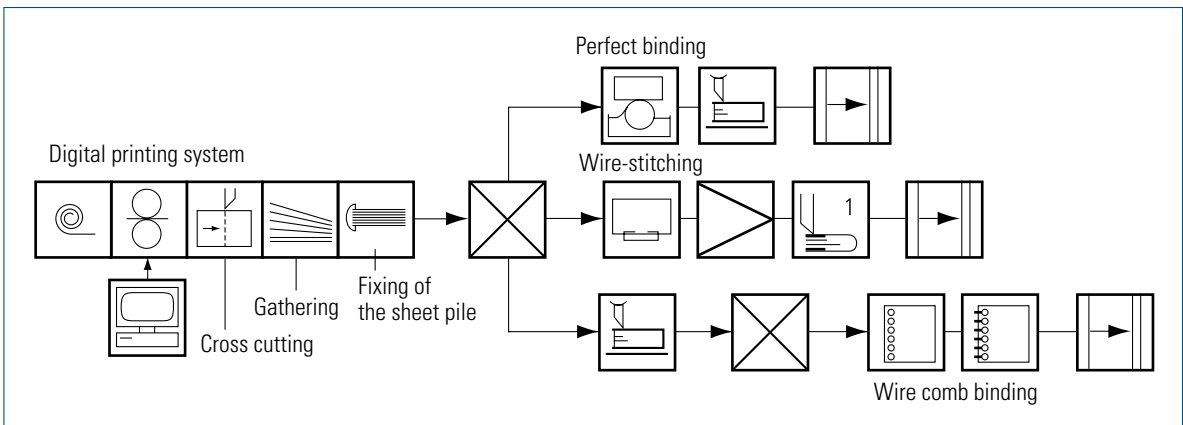 Perfect binding
Digital printing system
Wire-stitching
1
Gathering
Fixing of
the sheet pile
Cross cutting
Wire comb binding